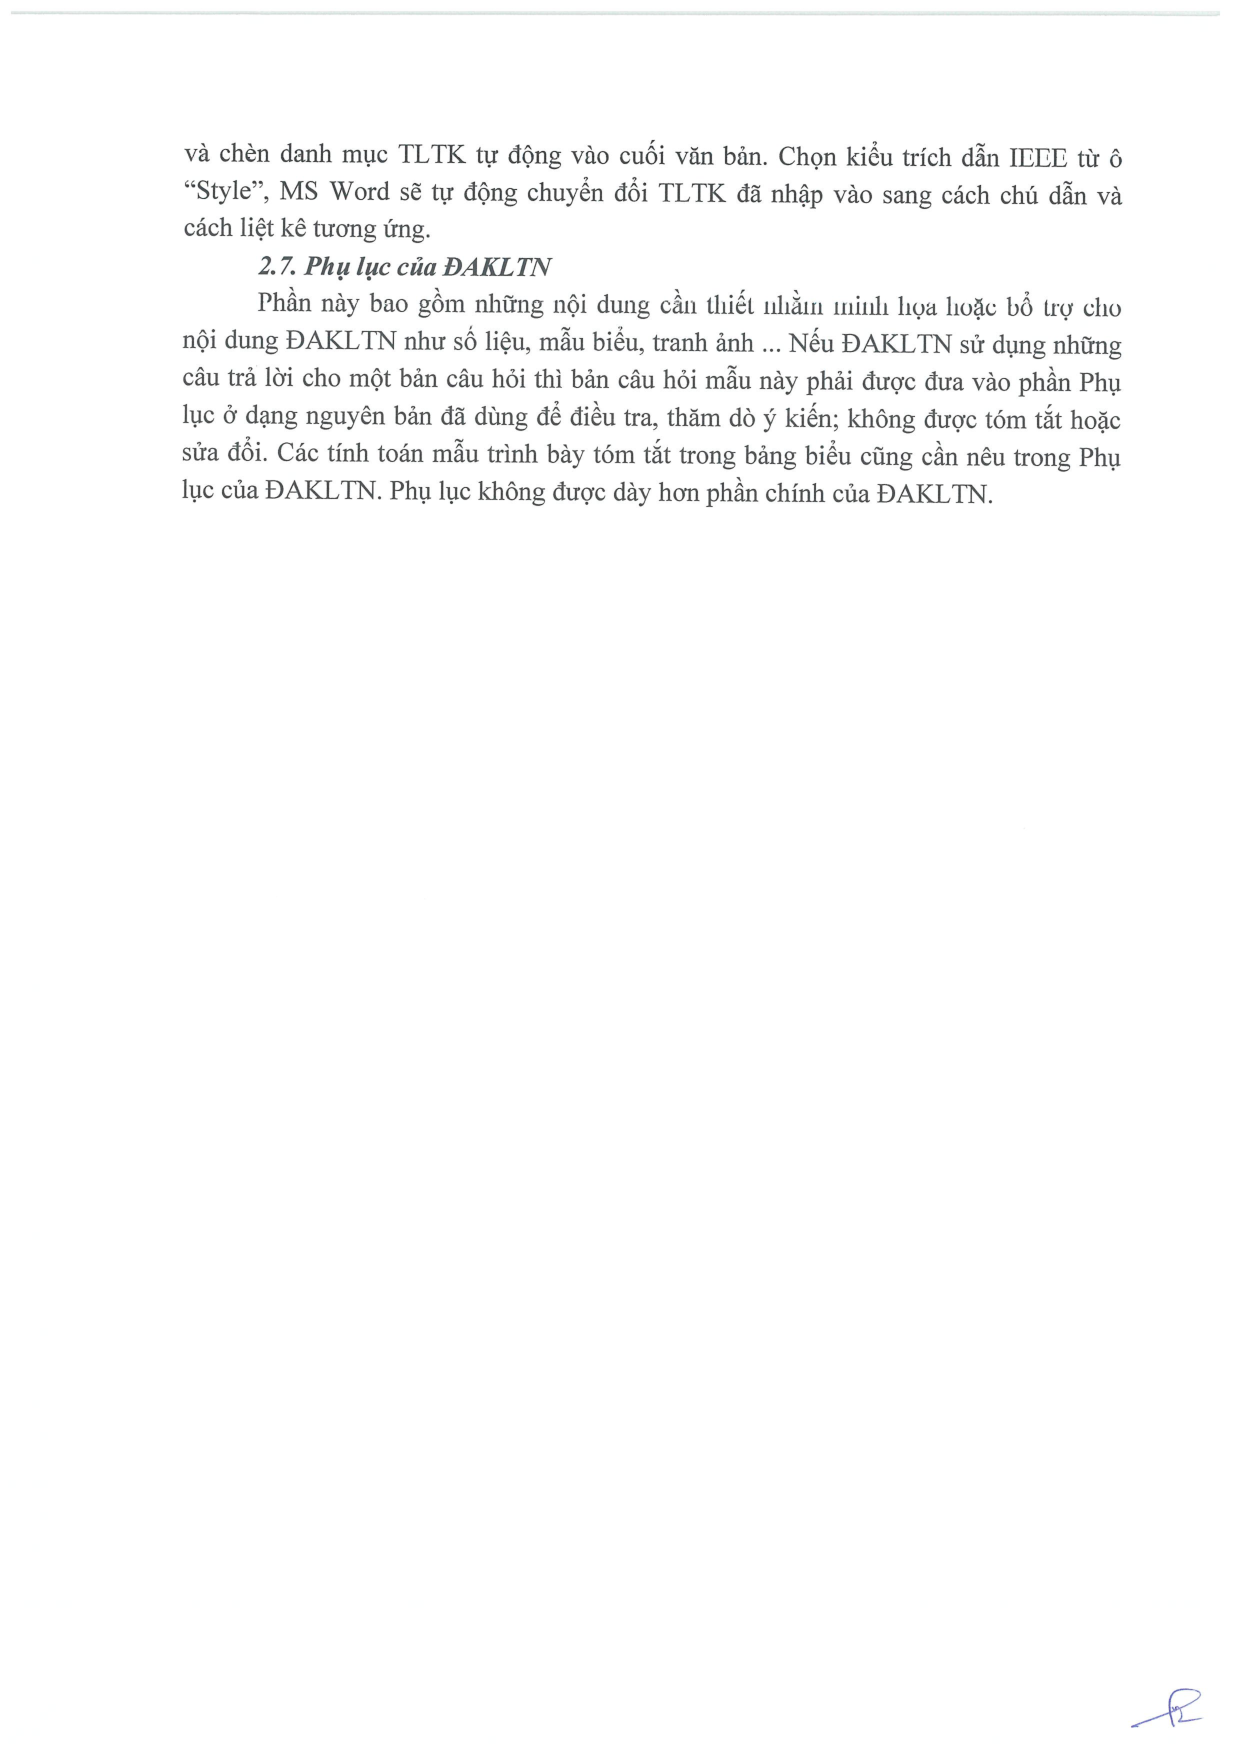 và chèn danh mục TLTK tự động vào cuối văn bản. Chọn kiểu trích dẫn IEEE từ ô
“Style”, MS Word sẽ tự động chuyển đổi TLTK đã nhập vào sang cách chú dẫn và
cách liệt kê tương ứng.
2.7. Phụ lục của ĐAKLTN
Phần này bao gồm những nội dung cần thiết nhằm minh họa hoặc bổ trợ cho
nội dung ĐAKLTN như số liệu, mẫu biểu, tranh ảnh ... Nếu ĐAKLTN sử dụng những
câu trả lời cho một bản câu hỏi thì bản câu hỏi mẫu này phải được đưa vào phần Phụ
lục ở dạng nguyên bản đã dùng để điều tra, thăm dò ý kiến; không được tóm tắt hoặc
sửa đổi. Các tính toán mẫu trình bày tóm tắt trong bảng biểu cũng cần nêu trong Phụ
lục của ĐAKLTN. Phụ lục không được dày hơn phần chính của ĐAKLTN.